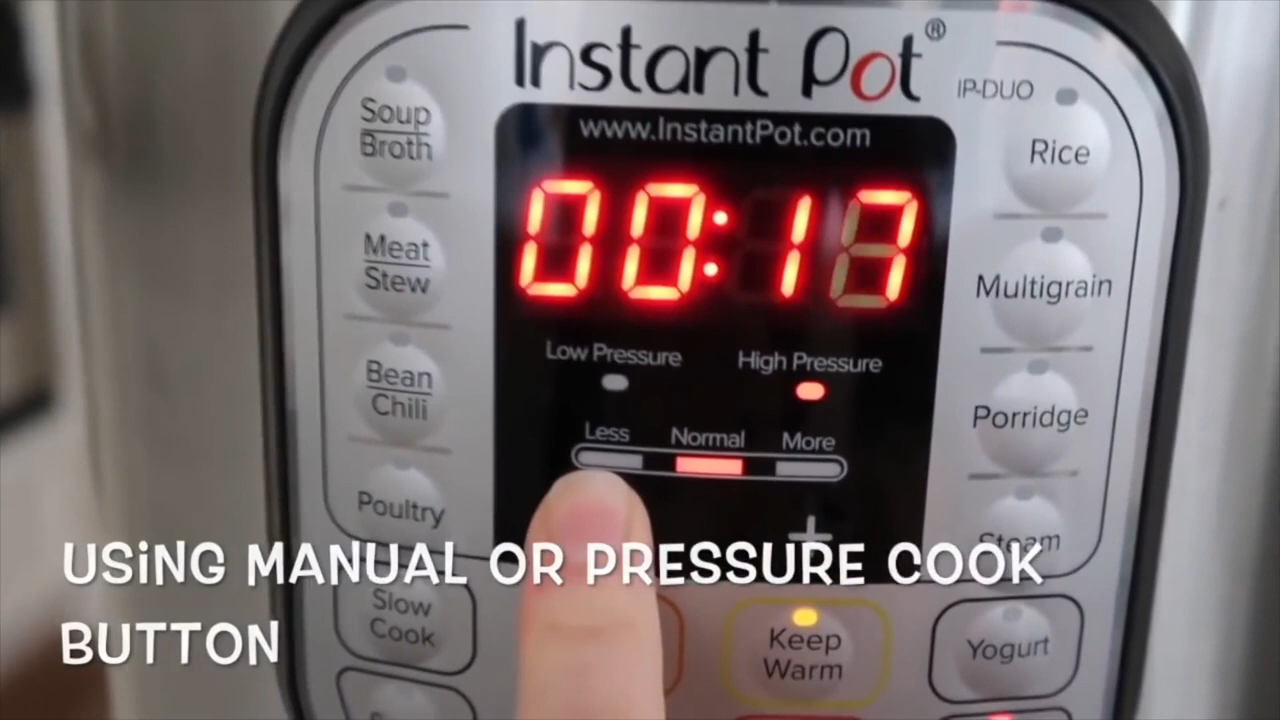 Instant Pot®
IP-DUO
www.InstantPot.com
00:17
Soup
Broth
Rice
Meat
Stew
Multigrain
Low Pressure
High Pressure
Bean
Chili
Porridge
Less Normal More
Poultry
+
Steam
USING MANUAL OR PRESSURE COOK
BUTTON
Slow
Cook
Keep
Warm
Yogurt